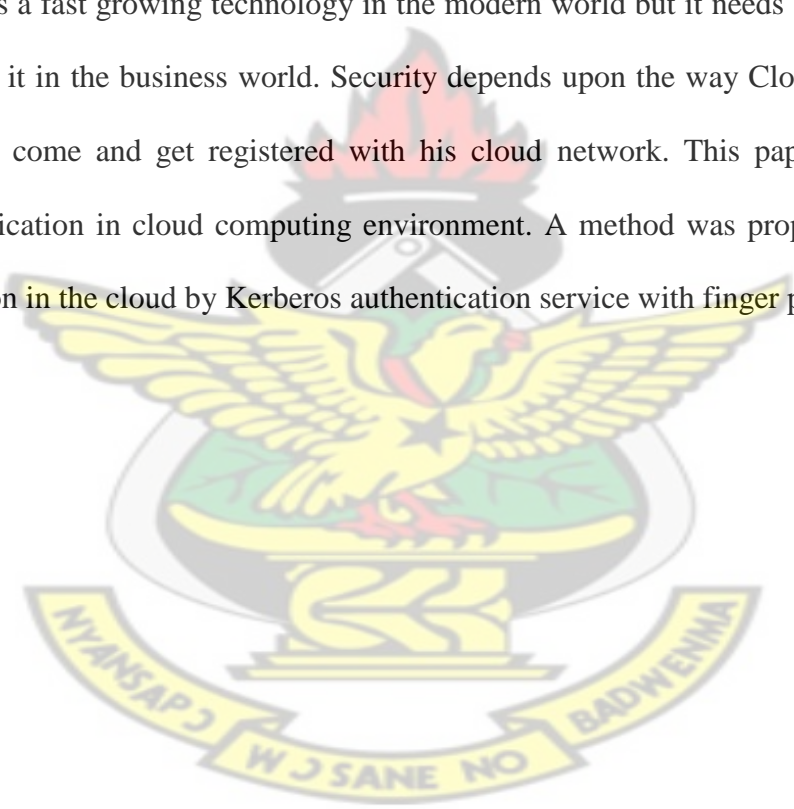 s a fast growing technology in the modern world but it needs
it in the business world. Security depends upon the way Clo
come and get registered with his cloud network. This pap
ication in cloud computing environment. A method was prop
on in the cloud by Kerberos authentication service with finger p
NYANSAPƆ
WƆSANE NO
BADWENMA